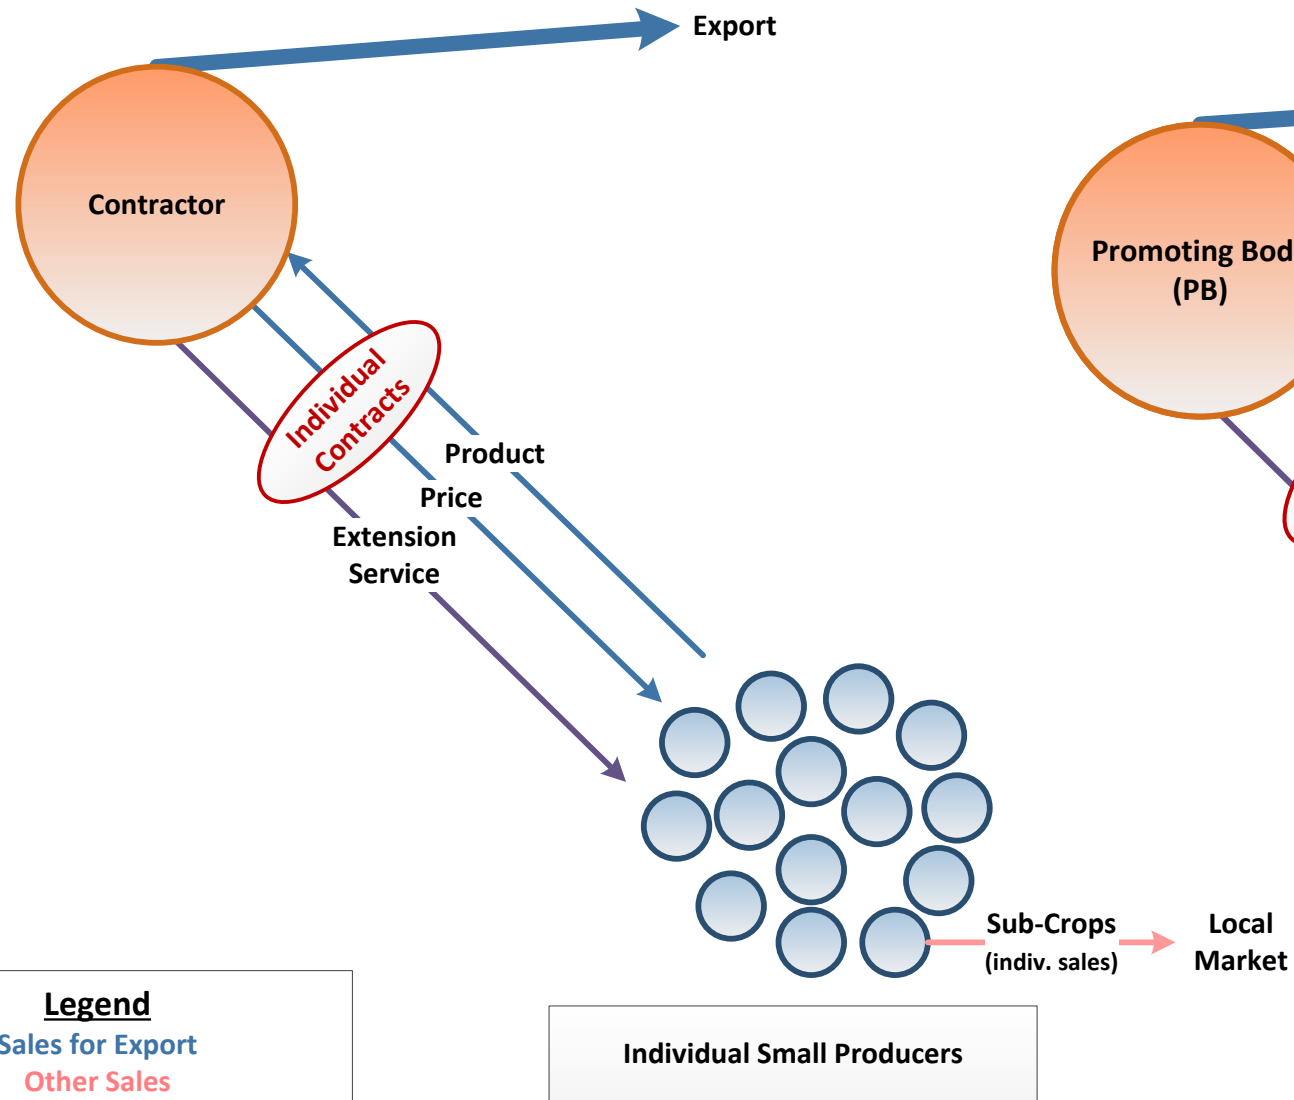 Export
Contractor
Promoting Bod
(PB)
Individual
Contracts
Product
Price
Extension
Service
Sub-Crops
(indiv. sales)
Local
Market
Legend
Sales for Export
Other Sales
Individual Small Producers